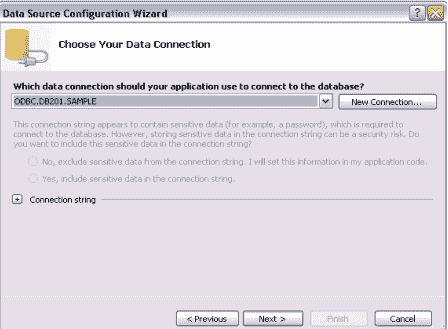 Data Source Configuration Wizard
Choose Your Data Connection
Which data connection should your application use to connect to the database?
ODBC.DB201.SAMPLE
New Connection...
This connection string appears to contain sensitive data (for example, a password), which is required to
connect to the database. However, storing sensitive data in the connection string can be a security risk. Do
you want to include this sensitive data in the connection string?
No, exclude sensitive data from the connection string. I will set this information in my application code.
Yes, include sensitive data in the connection string.
Connection string
< Previous
Next >
Finish
Cancel